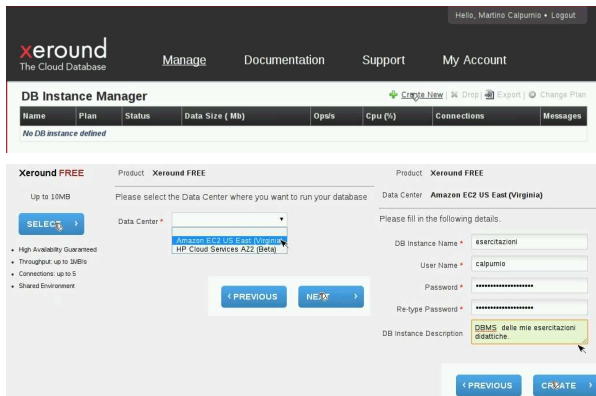 Hello, Martino Calpurnio • Logout
xeround
The Cloud Database
Manage Documentation Support My Account
DB Instance Manager
Create New | Drop | Export | Change Plan
Name Plan Status Data Size ( Mb) Ops/s Cpu (%) Connections Messages
No DB instance defined
Xeround FREE
Up to 10MB
SELECT
• High Availability Guaranteed
• Throughput: up to 1MB/s
• Connections: up to 5
• Shared Environment
Product Xeround FREE
Please select the Data Center where you want to run your database
Data Center *
Amazon EC2 US East (Virginia)
HP Cloud Services AZ2 (Beta)
PREVIOUS
NEXT
Product Xeround FREE
Data Center Amazon EC2 US East (Virginia)
Please fill in the following details.
DB Instance Name * esercitazioni
User Name * calpurnio
Password * ••••••••••••••••••••
Re-type Password * ••••••••••••••••••••
DB Instance Description DBMS delle mie esercitazioni
didattiche.
PREVIOUS
CREATE